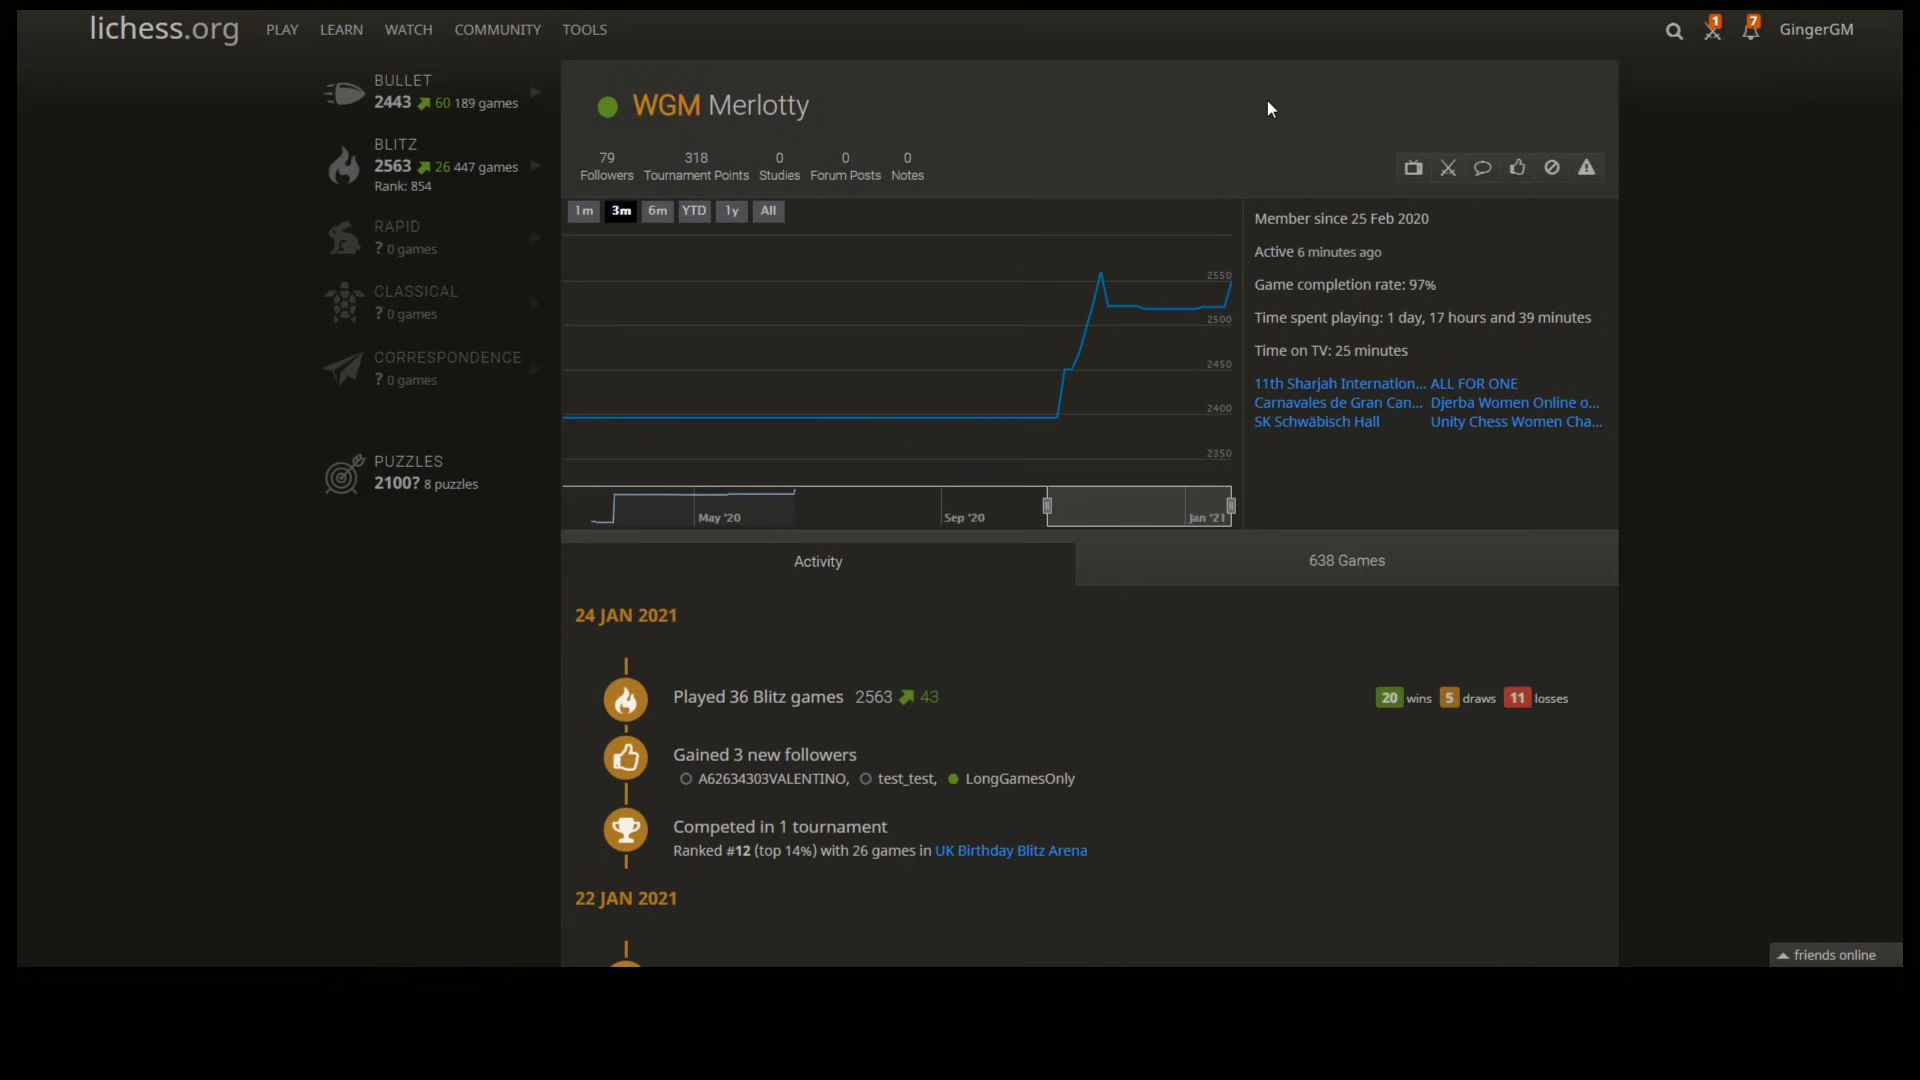 lichess.org PLAY LEARN WATCH COMMUNITY TOOLS 1 7 GingerGM
BULLET
2443 60 189 games
BLITZ
2563 26 447 games
Rank: 854
RAPID
? 0 games
CLASSICAL
? 0 games
CORRESPONDENCE
? 0 games
PUZZLES
2100? 8 puzzles
WGM Merlotty
79 318 0 0 0
Followers Tournament Points Studies Forum Posts Notes
1m 3m 6m YTD 1y All
2550
2500
2450
2400
2350
May '20 Sep '20 Jan '21
Member since 25 Feb 2020
Active 6 minutes ago
Game completion rate: 97%
Time spent playing: 1 day, 17 hours and 39 minutes
Time on TV: 25 minutes
11th Sharjah Internation... ALL FOR ONE
Carnavales de Gran Can... Djerba Women Online o...
SK Schwäbisch Hall Unity Chess Women Cha...
Activity 638 Games
24 JAN 2021
Played 36 Blitz games 2563 43 20 wins 5 draws 11 losses
Gained 3 new followers
A62634303VALENTINO, test_test, LongGamesOnly
Competed in 1 tournament
Ranked #12 (top 14%) with 26 games in UK Birthday Blitz Arena
22 JAN 2021
friends online